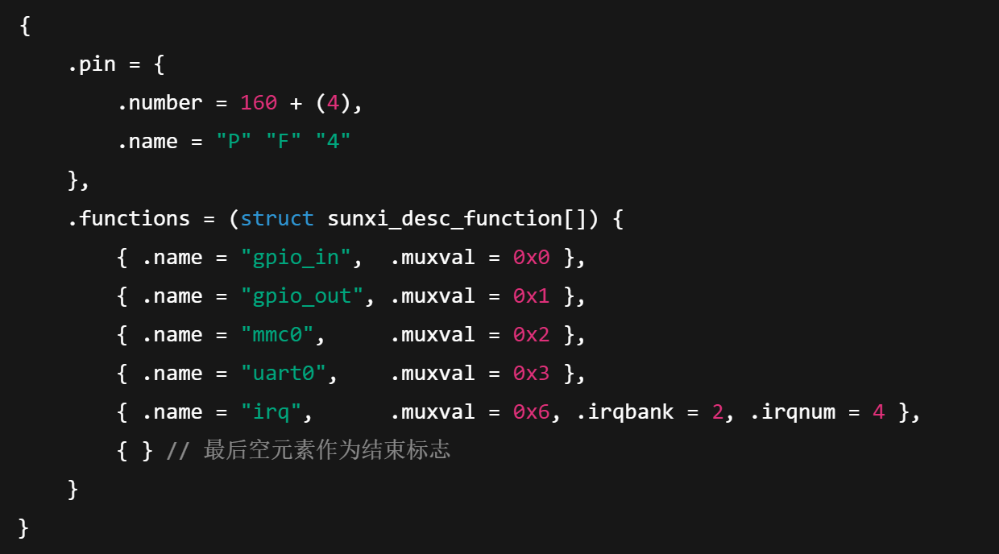 {
    .pin = {
        .number = 160 + (4),
        .name = "P" "F" "4"
    },
    .functions = (struct sunxi_desc_function[]) {
        { .name = "gpio_in",  .muxval = 0x0 },
        { .name = "gpio_out", .muxval = 0x1 },
        { .name = "mmc0",     .muxval = 0x2 },
        { .name = "uart0",    .muxval = 0x3 },
        { .name = "irq",      .muxval = 0x6, .irqbank = 2, .irqnum = 4 },
        { } // 最后空元素作为结束标志
    }
}